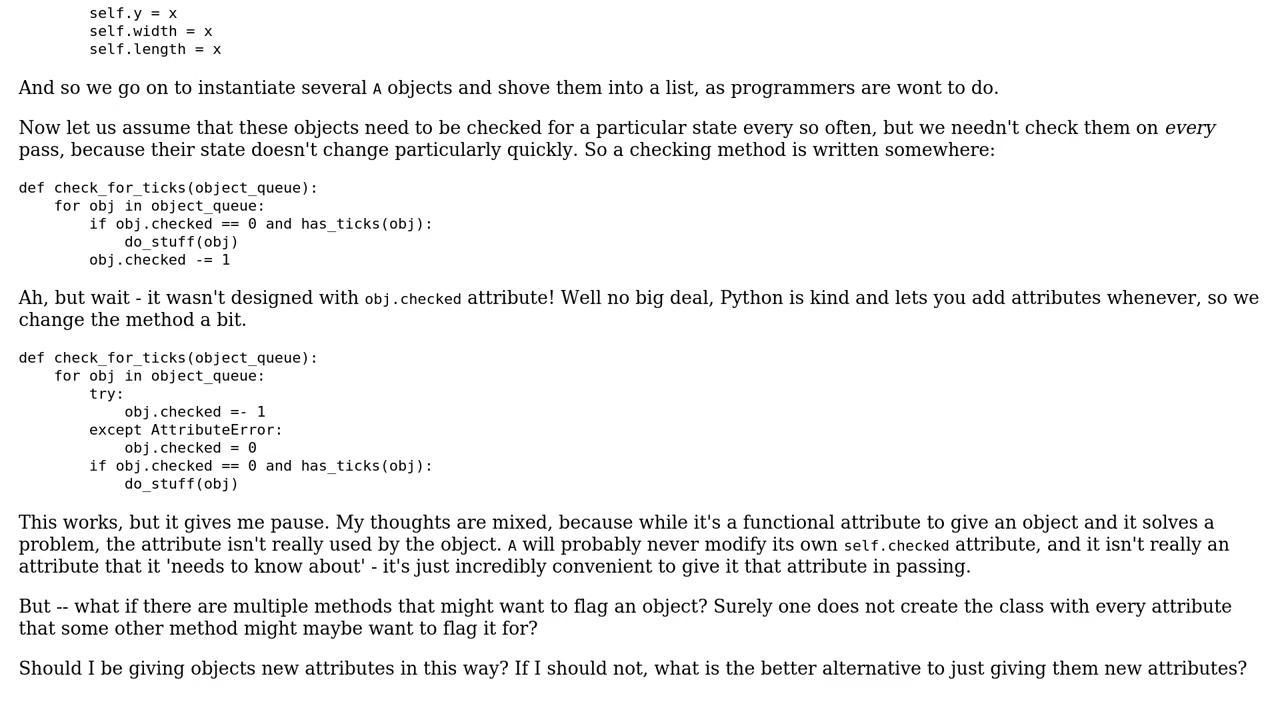 self.y = x
        self.width = x
        self.length = x
And so we go on to instantiate several A objects and shove them into a list, as programmers are wont to do.
Now let us assume that these objects need to be checked for a particular state every so often, but we needn't check them on every
pass, because their state doesn't change particularly quickly. So a checking method is written somewhere:
def check_for_ticks(object_queue):
    for obj in object_queue:
        if obj.checked == 0 and has_ticks(obj):
            do_stuff(obj)
        obj.checked -= 1
Ah, but wait - it wasn't designed with obj.checked attribute! Well no big deal, Python is kind and lets you add attributes whenever, so we
change the method a bit.
def check_for_ticks(object_queue):
    for obj in object_queue:
        try:
            obj.checked =- 1
        except AttributeError:
            obj.checked = 0
        if obj.checked == 0 and has_ticks(obj):
            do_stuff(obj)
This works, but it gives me pause. My thoughts are mixed, because while it's a functional attribute to give an object and it solves a
problem, the attribute isn't really used by the object. A will probably never modify its own self.checked attribute, and it isn't really an
attribute that it 'needs to know about' - it's just incredibly convenient to give it that attribute in passing.
But -- what if there are multiple methods that might want to flag an object? Surely one does not create the class with every attribute
that some other method might maybe want to flag it for?
Should I be giving objects new attributes in this way? If I should not, what is the better alternative to just giving them new attributes?